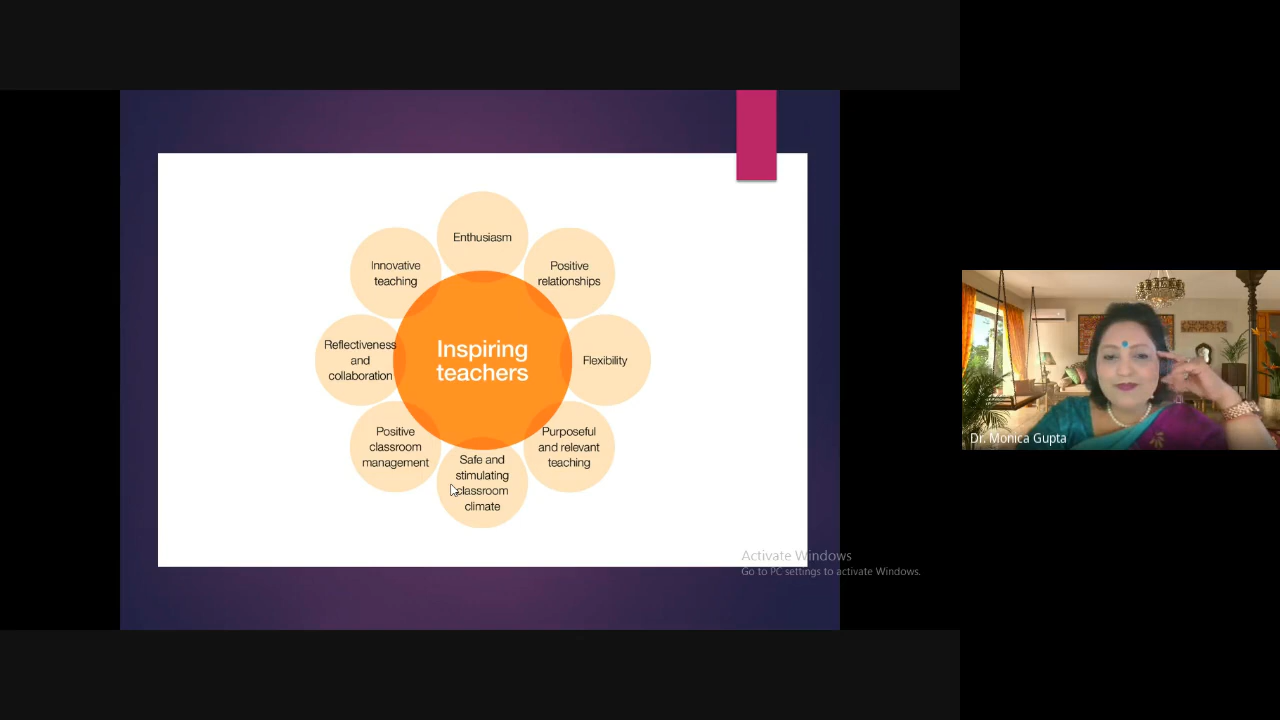 Enthusiasm
Innovative
teaching
Positive
relationships
Reflectiveness
and
collaboration
Inspiring
teachers
Flexibility
Positive
classroom
management
Purposeful
and relevant
teaching
Safe and
stimulating
classroom
climate
Dr. Monica Gupta
Activate Windows
Go to PC settings to activate Windows.